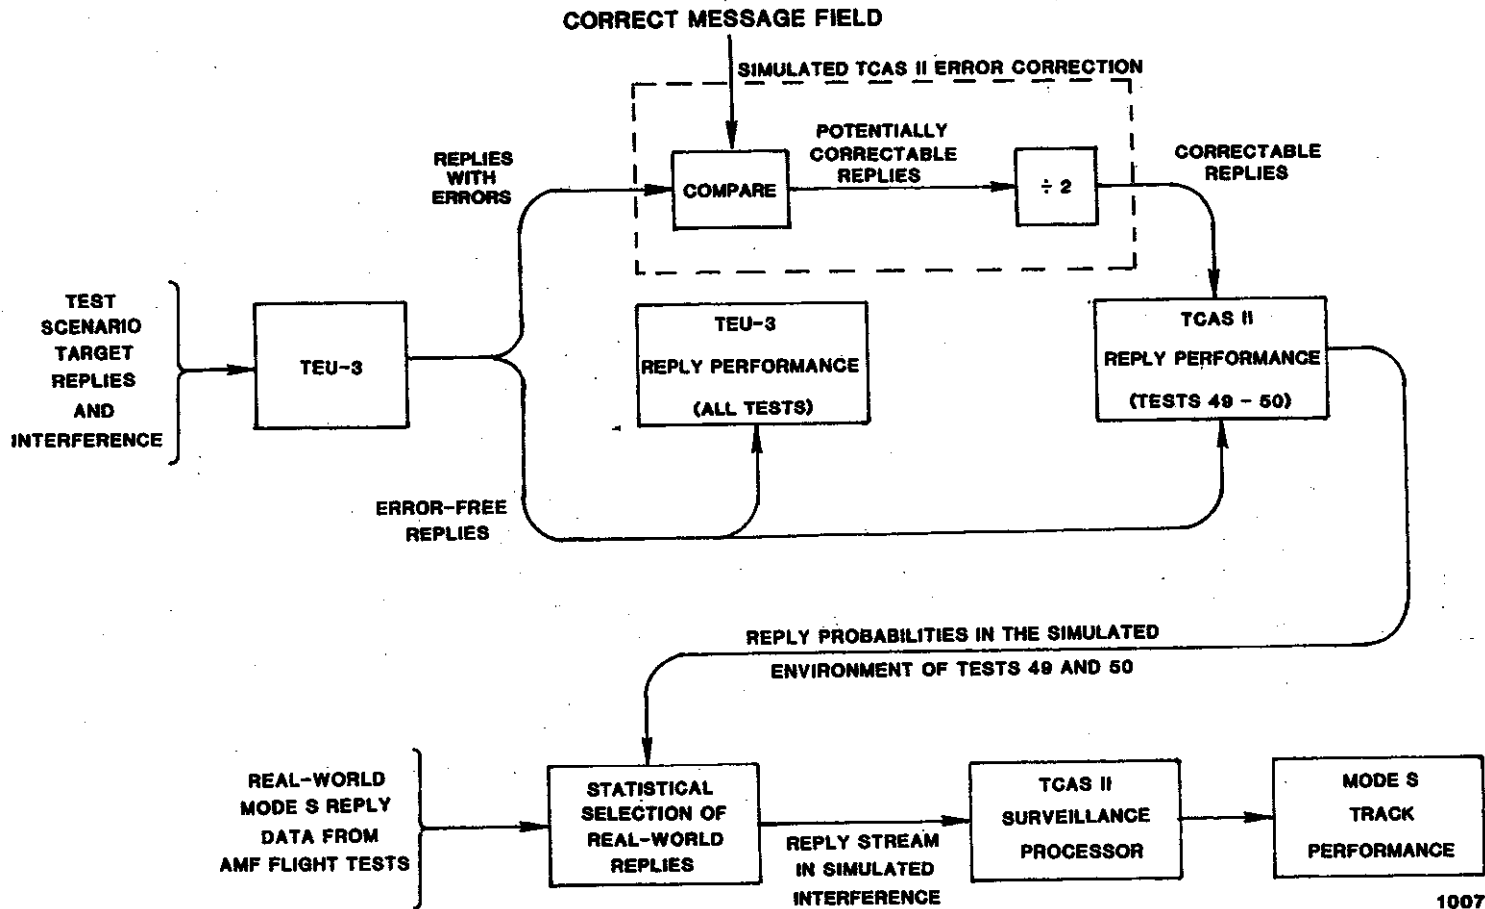 CORRECT MESSAGE FIELD
SIMULATED TCAS II ERROR CORRECTION
REPLIES
WITH
ERRORS
COMPARE
POTENTIALLY
CORRECTABLE
REPLIES
÷ 2
CORRECTABLE
REPLIES
TEST
SCENARIO
TARGET
REPLIES
AND
INTERFERENCE
TEU-3
TEU-3
REPLY PERFORMANCE
(ALL TESTS)
TCAS II
REPLY PERFORMANCE
(TESTS 49 - 50)
ERROR-FREE
REPLIES
REPLY PROBABILITIES IN THE SIMULATED
ENVIRONMENT OF TESTS 49 AND 50
REAL-WORLD
MODE S REPLY
DATA FROM
AMF FLIGHT TESTS
STATISTICAL
SELECTION OF
REAL-WORLD
REPLIES
REPLY STREAM
IN SIMULATED
INTERFERENCE
TCAS II
SURVEILLANCE
PROCESSOR
MODE S
TRACK
PERFORMANCE
1007